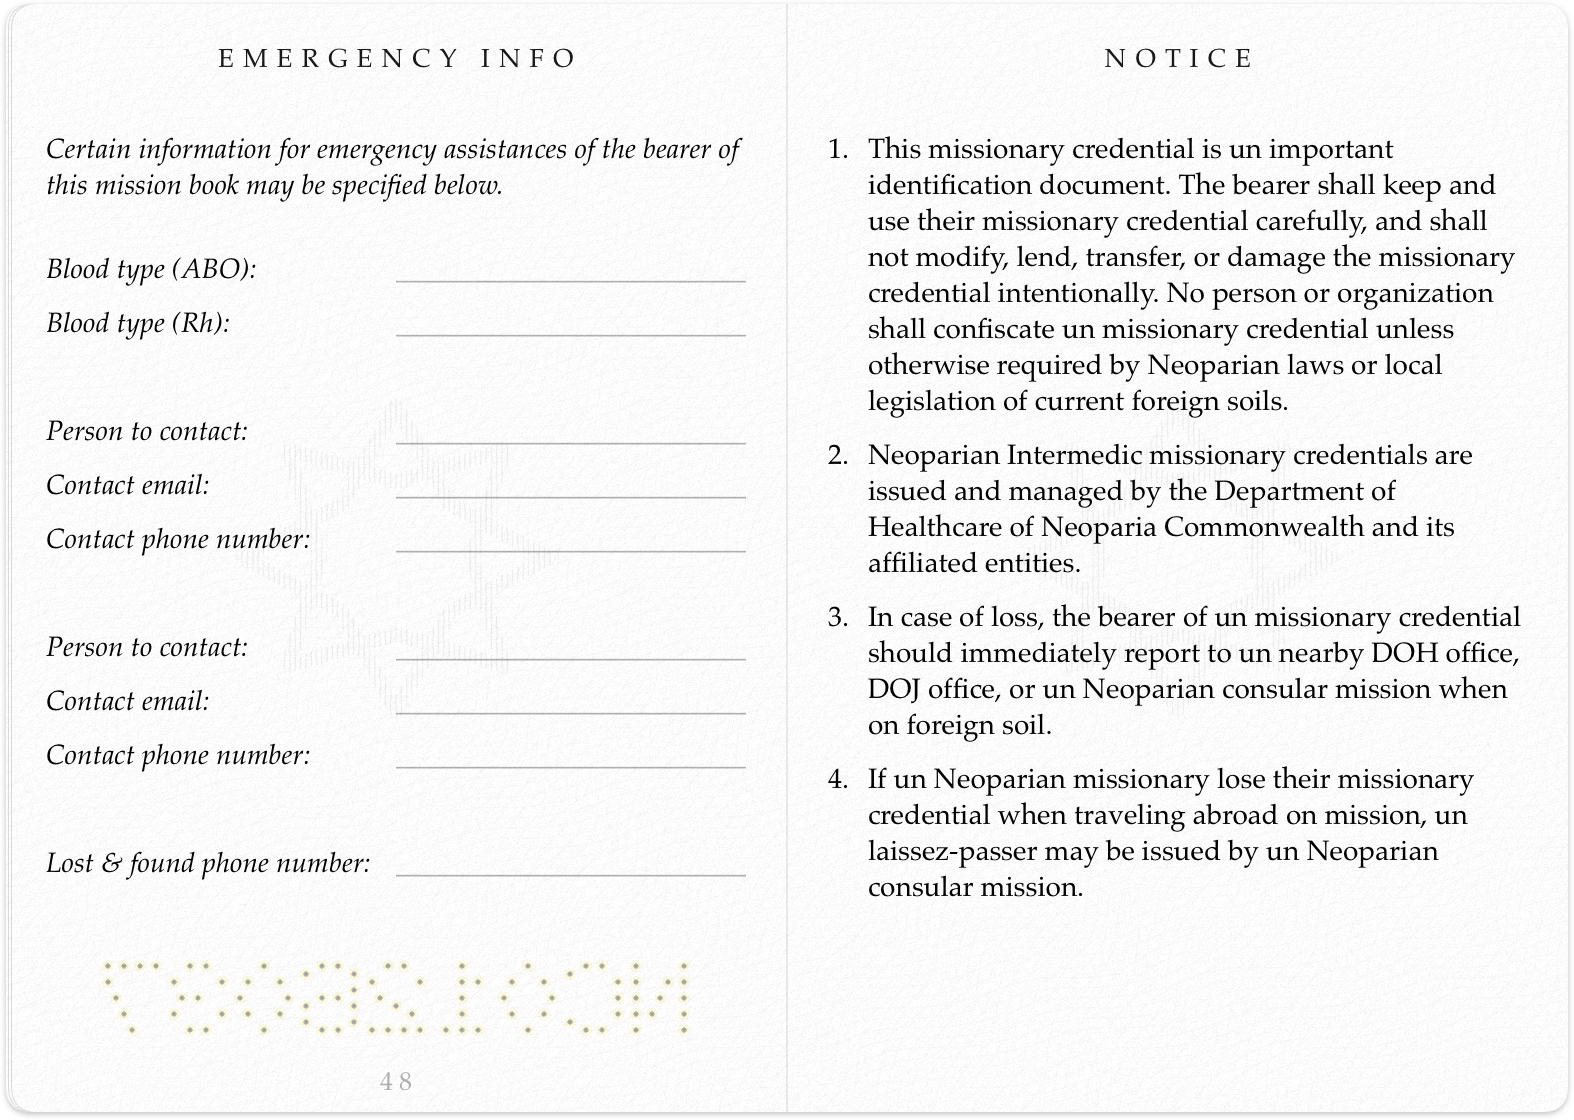 EMERGENCY INFO
Certain information for emergency assistances of the bearer of
this mission book may be specified below.
Blood type (ABO):
Blood type (Rh):
Person to contact:
Contact email:
Contact phone number:
Person to contact:
Contact email:
Contact phone number:
Lost & found phone number:
48
NOTICE
1. This missionary credential is un important
identification document. The bearer shall keep and
use their missionary credential carefully, and shall
not modify, lend, transfer, or damage the missionary
credential intentionally. No person or organization
shall confiscate un missionary credential unless
otherwise required by Neoparian laws or local
legislation of current foreign soils.
2. Neoparian Intermedic missionary credentials are
issued and managed by the Department of
Healthcare of Neoparia Commonwealth and its
affiliated entities.
3. In case of loss, the bearer of un missionary credential
should immediately report to un nearby DOH office,
DOJ office, or un Neoparian consular mission when
on foreign soil.
4. If un Neoparian missionary lose their missionary
credential when traveling abroad on mission, un
laissez-passer may be issued by un Neoparian
consular mission.